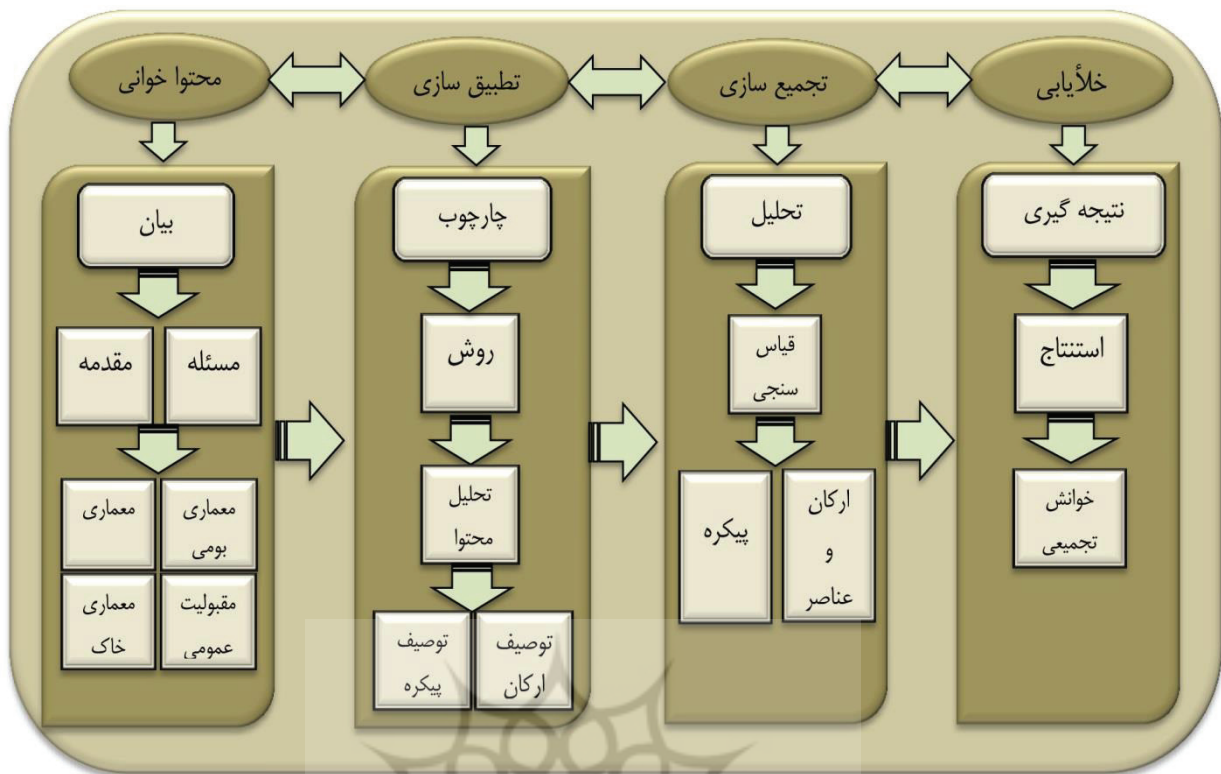 محتوا خوانی
تطبیق سازی
تجمیع سازی
خلأیابی
بیان
مقدمه
مسئله
معماری
معماری
بومی
معماری
خاک
مقبولیت
عمومی
چارچوب
روش
تحلیل
محتوا
توصیف
پیکره
توصیف
ارکان
تحلیل
قیاس
سنجی
پیکره
ارکان
و
عناصر
نتیجه گیری
استنتاج
خوانش
تجمیعی